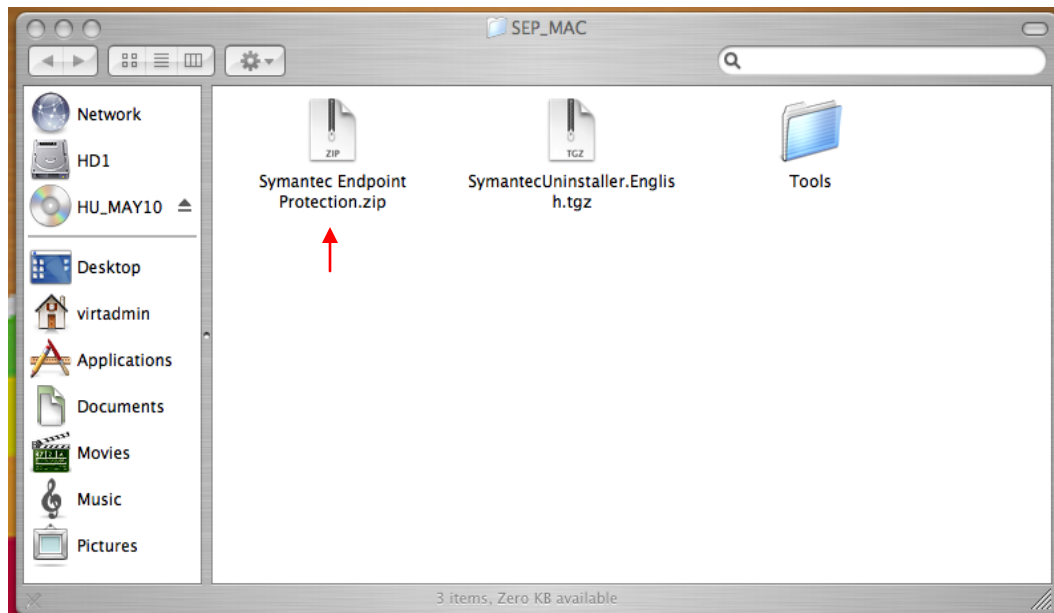 SEP_MAC
Network
HD1
HU_MAY10
Desktop
virtadmin
Applications
Documents
Movies
Music
Pictures
ZIP
Symantec Endpoint
Protection.zip
TGZ
SymantecUninstaller.Englis
h.tgz
Tools
3 items, Zero KB available